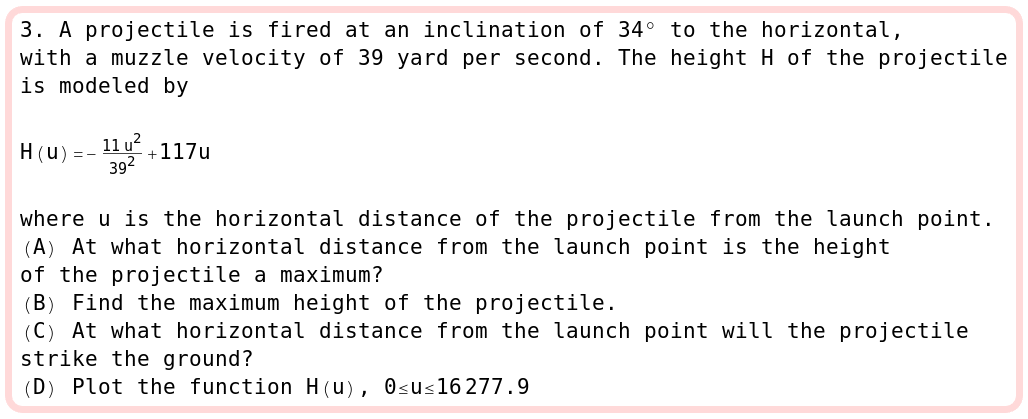 3. A projectile is fired at an inclination of 34° to the horizontal,
with a muzzle velocity of 39 yard per second. The height H of the projectile
is modeled by
H(u)=-\frac{11 u^2}{39^2}+117u
where u is the horizontal distance of the projectile from the launch point.
(A) At what horizontal distance from the launch point is the height
of the projectile a maximum?
(B) Find the maximum height of the projectile.
(C) At what horizontal distance from the launch point will the projectile
strike the ground?
(D) Plot the function H(u), 0≤u≤16277.9